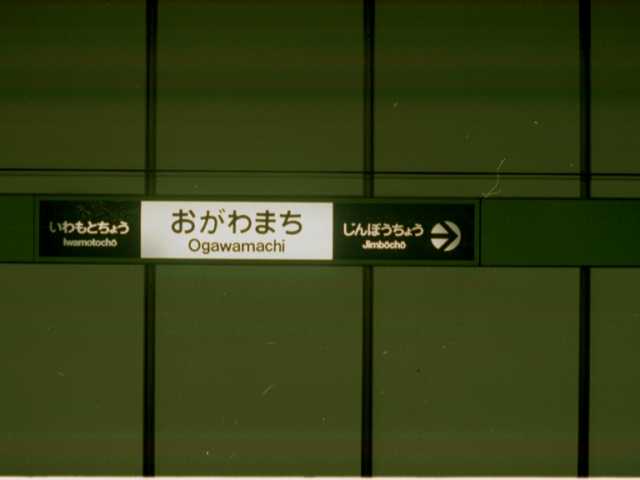 いわもとちょう
Iwamotochō
おがわまち
Ogawamachi
じんぼうちょう
Jimbōchō